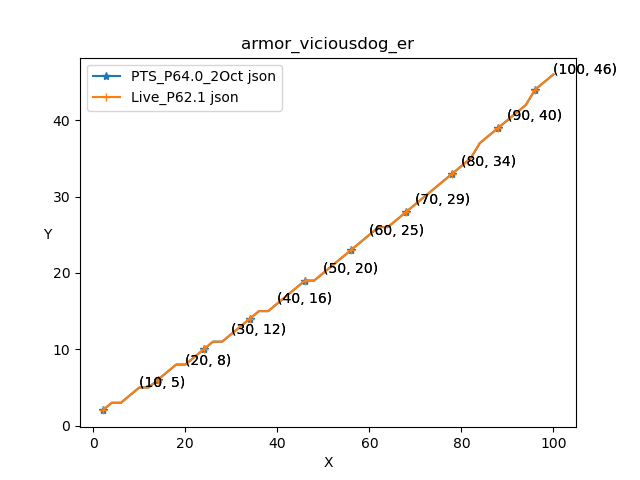 armor_viciousdog_er
PTS_P64.0_2Oct json
Live_P62.1 json
(100, 46)
(90, 40)
(80, 34)
(70, 29)
(60, 25)
(50, 20)
(40, 16)
(30, 12)
(20, 8)
(10, 5)
Y
40
30
20
10
0
0 20 40 60 80 100
X